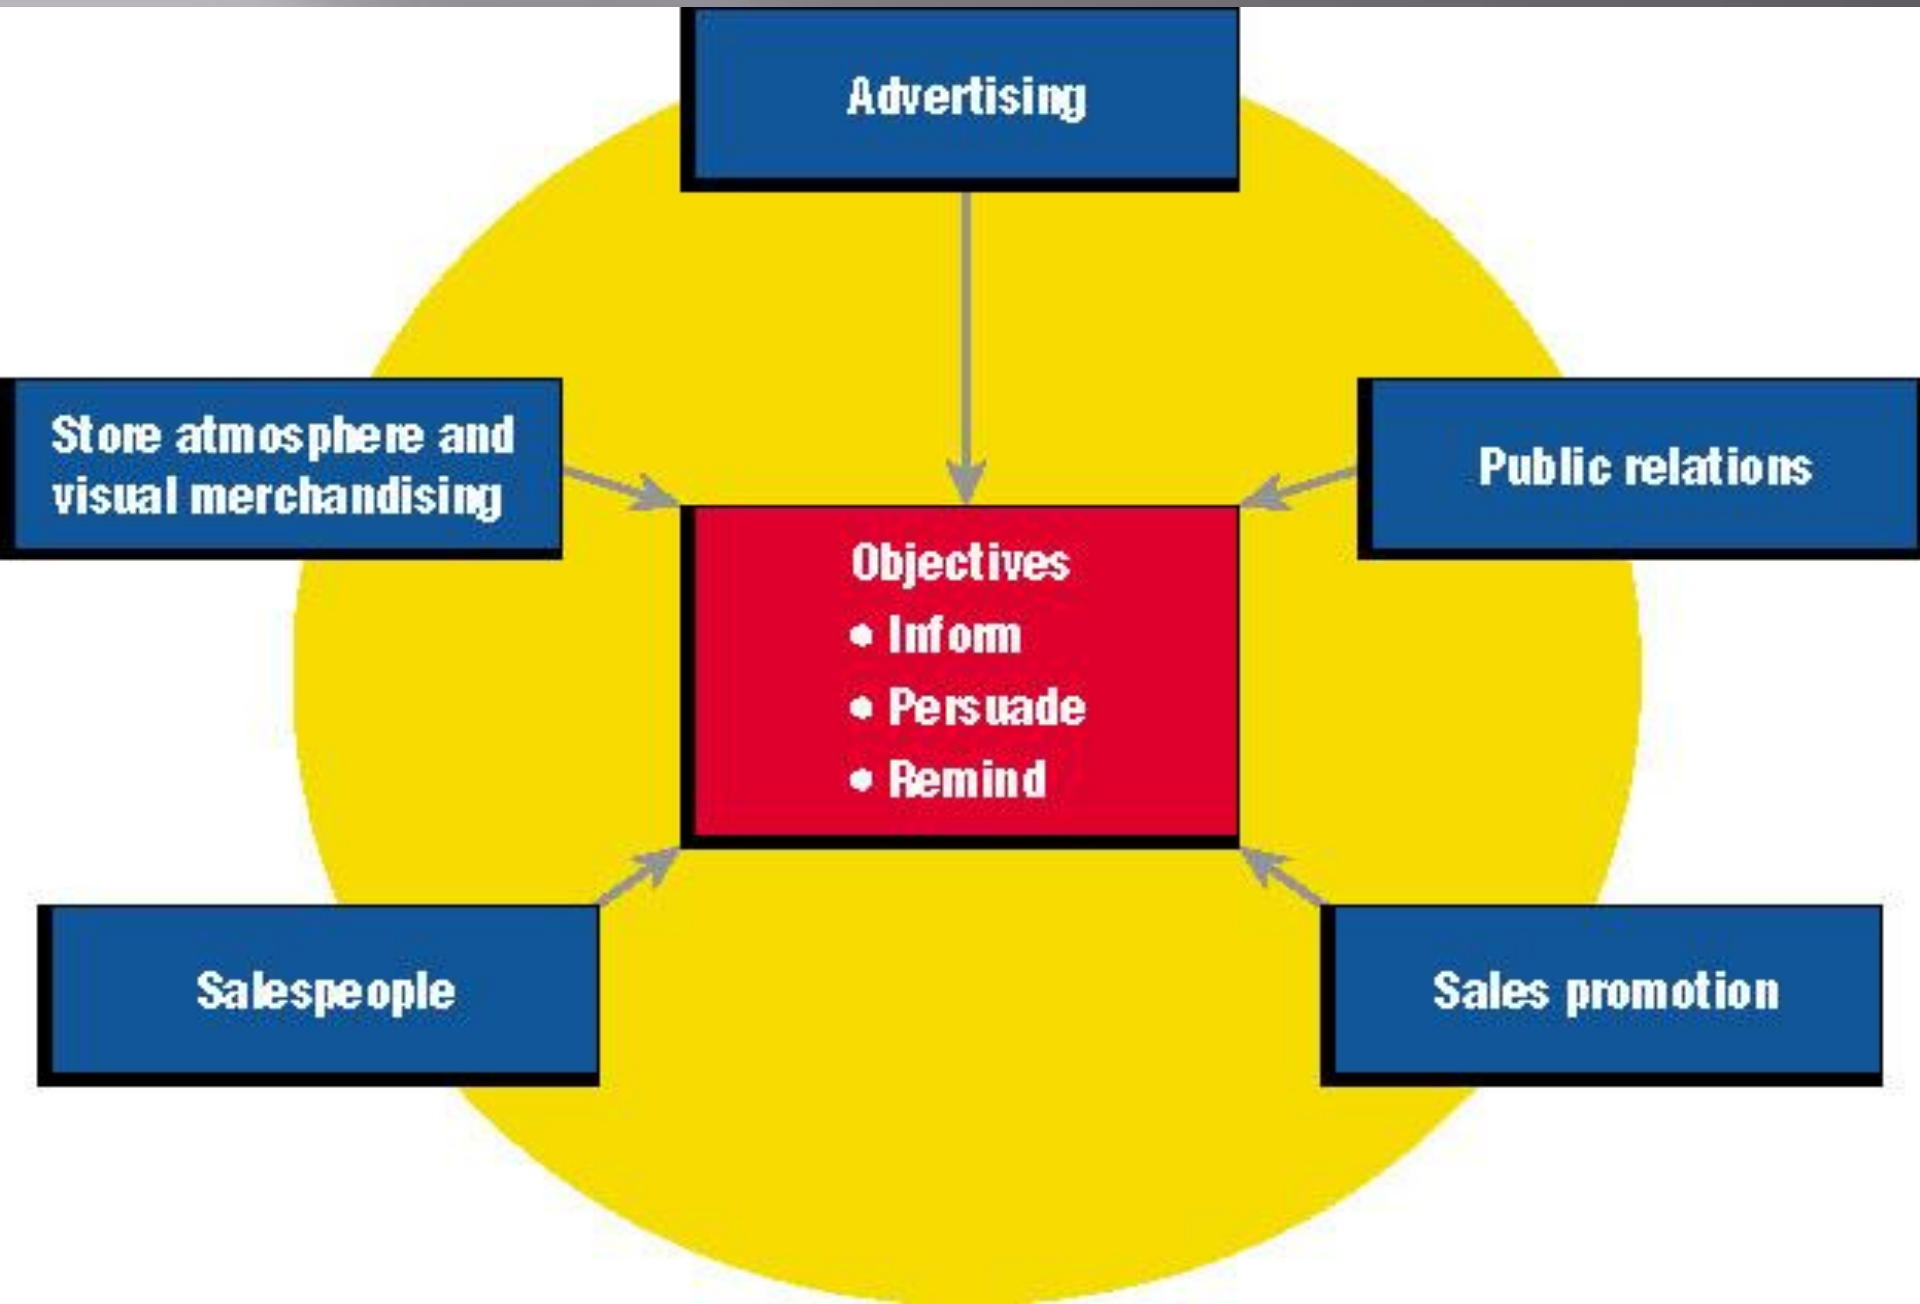 Advertising
Store atmosphere and
visual merchandising
Public relations
Objectives
• Inform
• Persuade
• Remind
Salespeople
Sales promotion